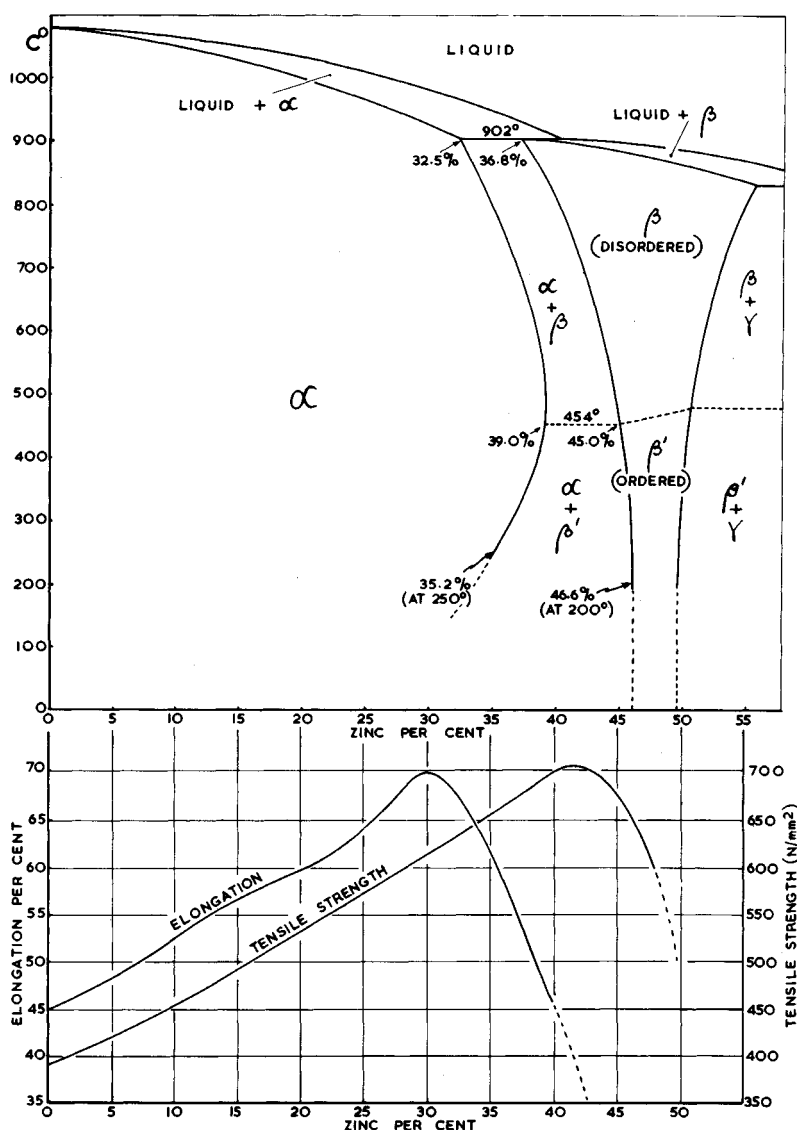 C°
LIQUID
1000
LIQUID + α
LIQUID + β
902°
900
32.5%
36.8%
800
β
(DISORDERED)
700
α
+
β
β
+
γ
600
500
α
454°
39.0%
45.0%
400
β'
(ORDERED)
α
+
β'
β'
+
γ
300
35.2%
(AT 250°)
46.6%
(AT 200°)
200
100
0
0 5 10 15 20 25 30 35 40 45 50 55
ZINC PER CENT
70
65
60
55
50
45
40
35
ELONGATION PER CENT
ELONGATION
TENSILE STRENGTH
700
650
600
550
500
450
400
350
TENSILE STRENGTH (N/mm²)
0 5 10 15 20 25 30 35 40 45 50
ZINC PER CENT